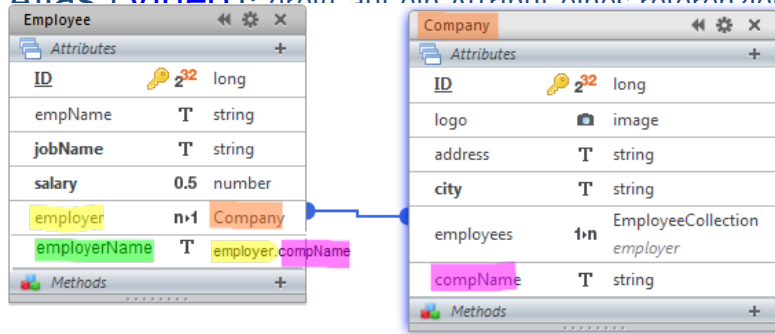 Employee
Attributes
ID 2³² long
empName T string
jobName T string
salary 0.5 number
employer n▸1 Company
employerName T employer.compName
Methods
Company
Attributes
ID 2³² long
logo image
address T string
city T string
employees 1▸n EmployeeCollection
employer
compName T string
Methods